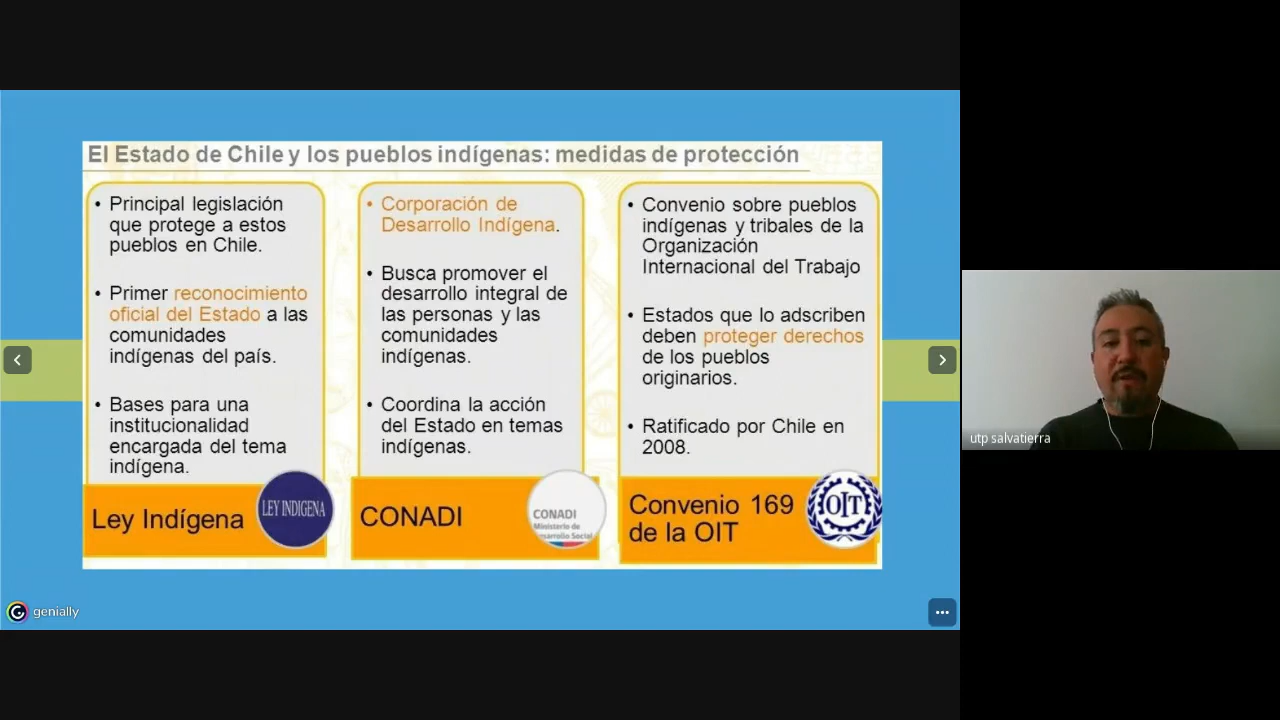 El Estado de Chile y los pueblos indígenas: medidas de protección
• Principal legislación
que protege a estos
pueblos en Chile.
• Primer reconocimiento
oficial del Estado a las
comunidades
indígenas del país.
• Bases para una
institucionalidad
encargada del tema
indígena.
Ley Indígena
LEY INDIGENA
• Corporación de
Desarrollo Indígena.
• Busca promover el
desarrollo integral de
las personas y las
comunidades
indígenas.
• Coordina la acción
del Estado en temas
indígenas.
CONADI
CONADI
Ministerio de
Desarrollo Social
• Convenio sobre pueblos
indígenas y tribales de la
Organización
Internacional del Trabajo
• Estados que lo adscriben
deben proteger derechos
de los pueblos
originarios.
• Ratificado por Chile en
2008.
Convenio 169
de la OIT
OIT
genially
utp salvatierra